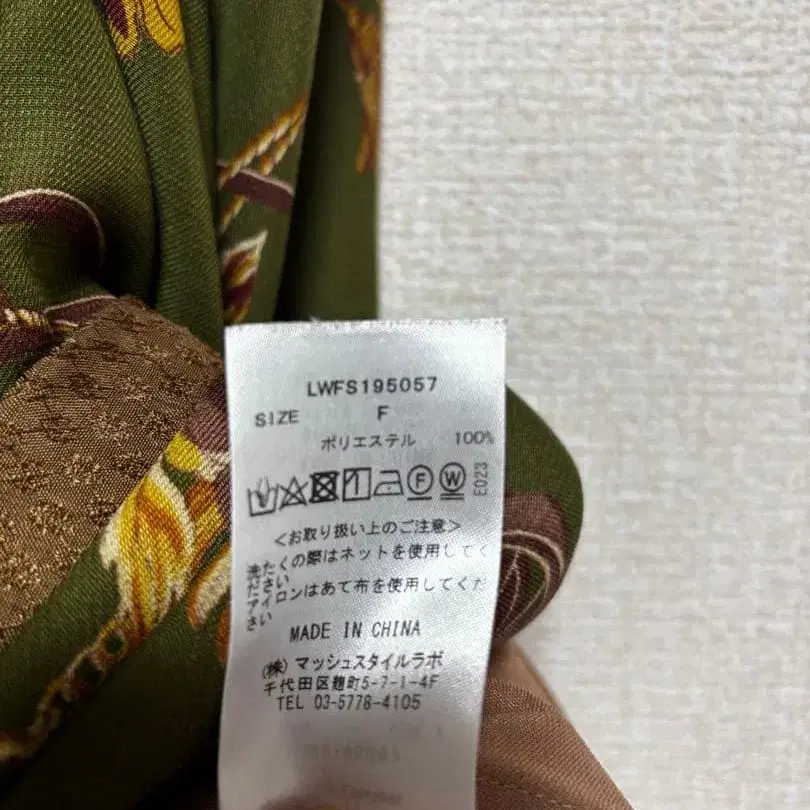 LWFS195057
SIZE F
ポリエステル 100%
F W E023
<お取り扱い上のご注意>
洗たくの際はネットを使用してく
ださい
アイロンはあて布を使用してくだ
さい
MADE IN CHINA
(株) マッシュスタイルラボ
千代田区麹町5-7-1-4F
TEL 03-5778-4105